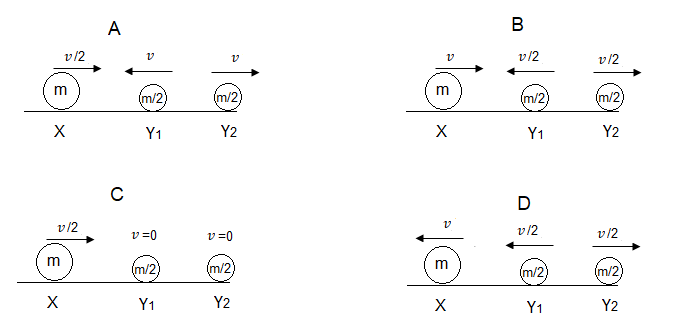 A
v/2 v v
m m/2 m/2
X Y1 Y2
B
v v/2 v/2
m m/2 m/2
X Y1 Y2
C
v/2 v=0 v=0
m m/2 m/2
X Y1 Y2
D
v v/2 v/2
m m/2 m/2
X Y1 Y2